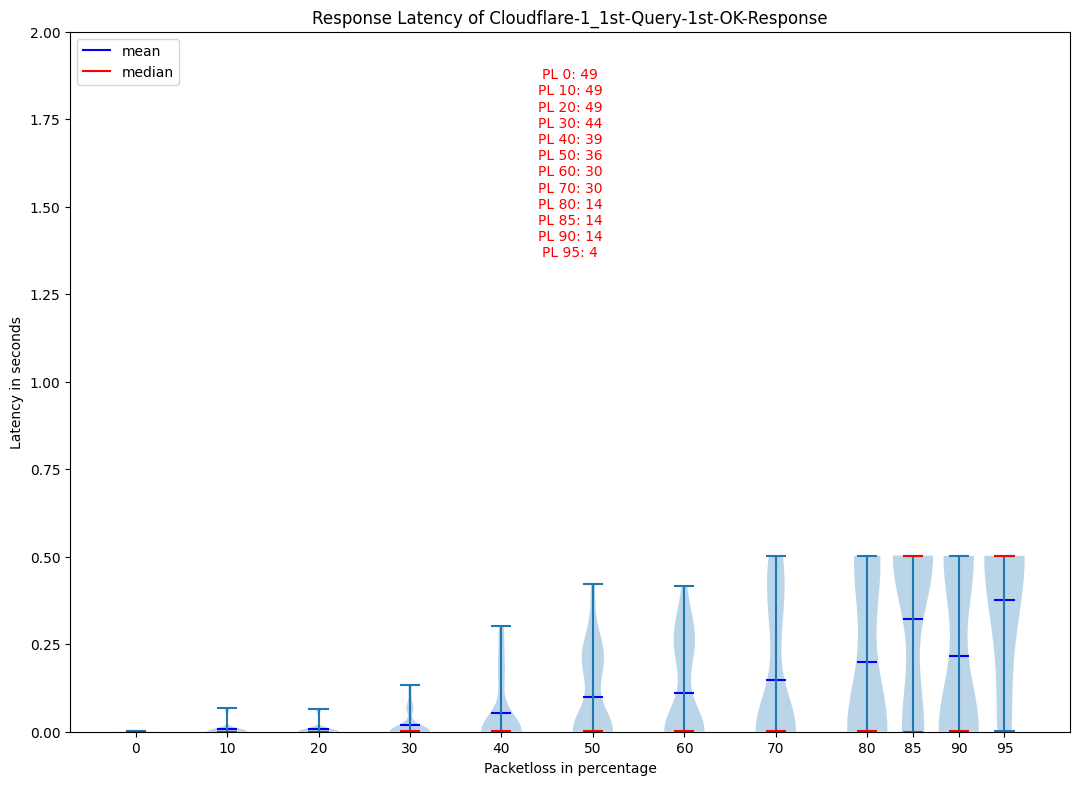 Response Latency of Cloudflare-1_1st-Query-1st-OK-Response
mean
median
PL 0: 49
PL 10: 49
PL 20: 49
PL 30: 44
PL 40: 39
PL 50: 36
PL 60: 30
PL 70: 30
PL 80: 14
PL 85: 14
PL 90: 14
PL 95: 4
2.00
1.75
1.50
1.25
1.00
0.75
0.50
0.25
0.00
Latency in seconds
0 10 20 30 40 50 60 70 80 85 90 95
Packetloss in percentage